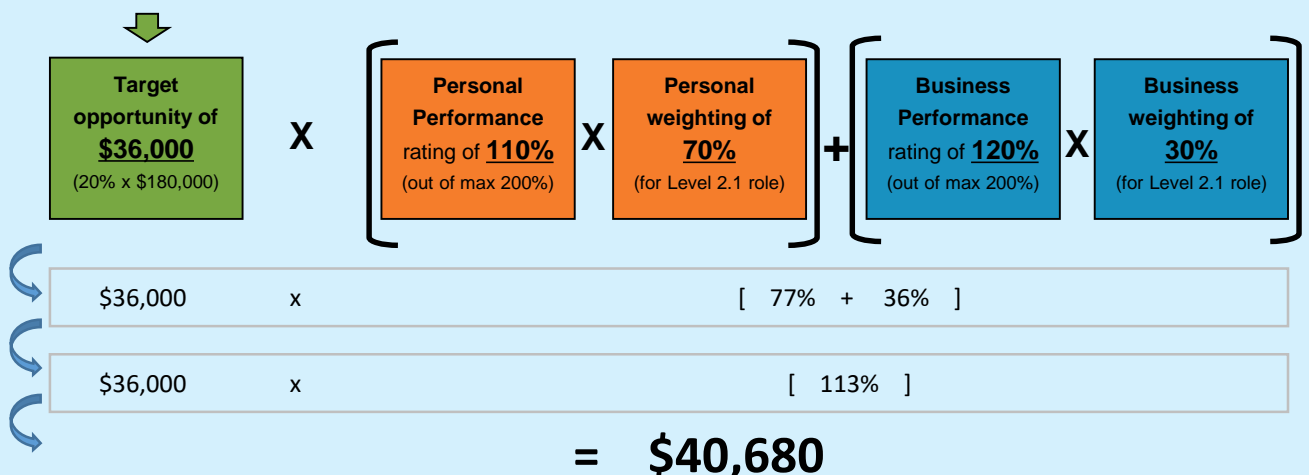 Target
opportunity of
$36,000
(20% x $180,000)
X
Personal
Performance
rating of 110%
(out of max 200%)
X
Personal
weighting of
70%
(for Level 2.1 role)
+
Business
Performance
rating of 120%
(out of max 200%)
X
Business
weighting of
30%
(for Level 2.1 role)
$36,000 x [ 77% + 36% ]
$36,000 x [ 113% ]
= $40,680